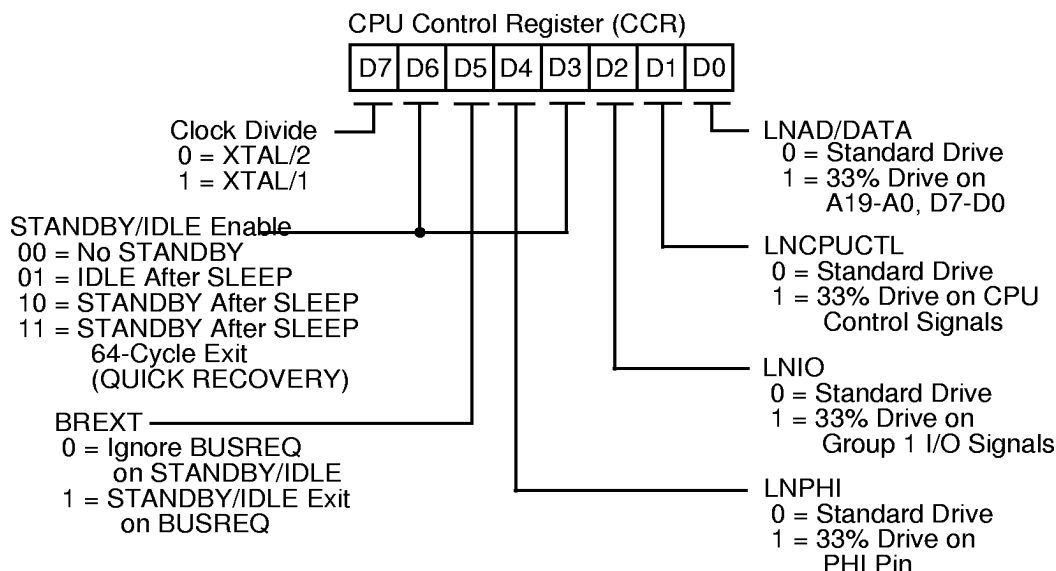 CPU Control Register (CCR)
D7 D6 D5 D4 D3 D2 D1 D0
Clock Divide
0 = XTAL/2
1 = XTAL/1
STANDBY/IDLE Enable
00 = No STANDBY
01 = IDLE After SLEEP
10 = STANDBY After SLEEP
11 = STANDBY After SLEEP
64-Cycle Exit
(QUICK RECOVERY)
BREXT
0 = Ignore BUSREQ
on STANDBY/IDLE
1 = STANDBY/IDLE Exit
on BUSREQ
LNAD/DATA
0 = Standard Drive
1 = 33% Drive on
A19-A0, D7-D0
LNCPUCTL
0 = Standard Drive
1 = 33% Drive on CPU
Control Signals
LNIO
0 = Standard Drive
1 = 33% Drive on
Group 1 I/O Signals
LNPHI
0 = Standard Drive
1 = 33% Drive on
PHI Pin